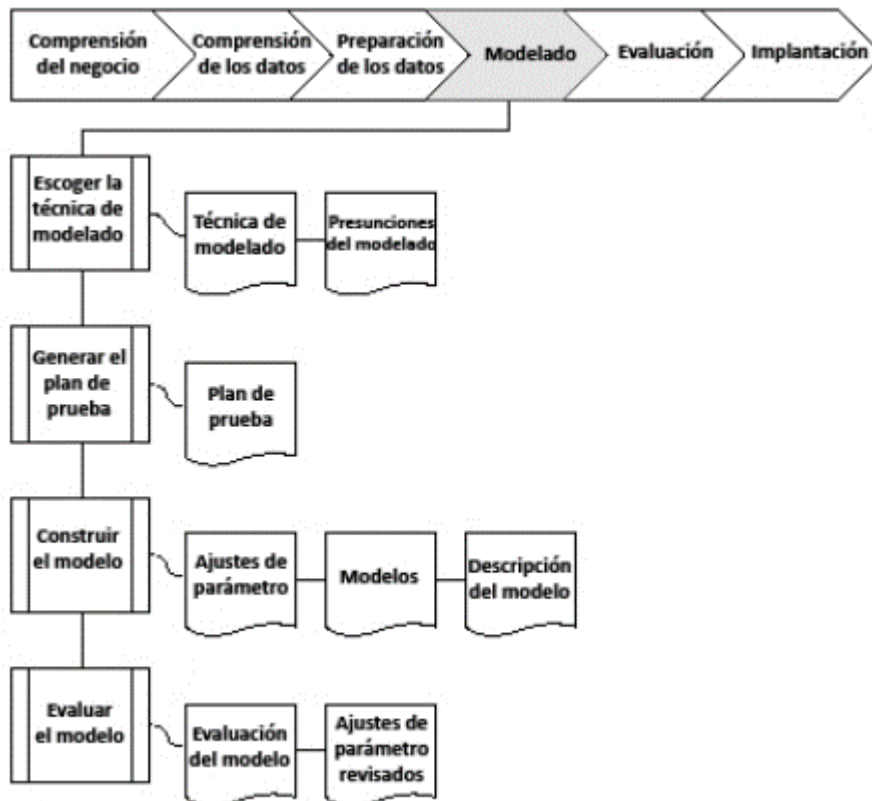 Comprensión
del negocio
Comprensión
de los datos
Preparación
de los datos
Modelado
Evaluación
Implantación
Escoger la
técnica de
modelado
Técnica de
modelado
Presunciones
del modelado
Generar el
plan de
prueba
Plan de
prueba
Construir
el modelo
Ajustes de
parámetro
Modelos
Descripción
del modelo
Evaluar
el modelo
Evaluación
del modelo
Ajustes de
parámetro
revisados